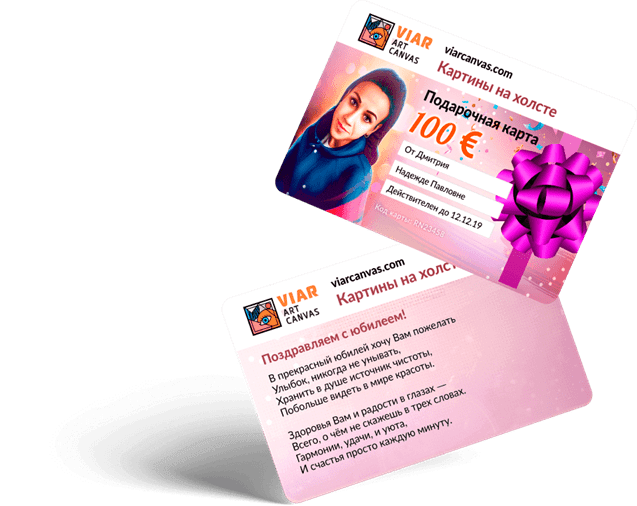 VIAR
ART
CANVAS
viarcanvas.com
Картины на холсте
Подарочная карта
100 €
От Дмитрия
Надежде Павловне
Действителен до 12.12.19
Код карты: RN23458
VIAR
ART
CANVAS
viarcanvas.com
Картины на холсте
Поздравляем с юбилеем!
В прекрасный юбилей хочу Вам пожелать
Улыбок, никогда не унывать,
Хранить в душе источник чистоты,
Побольше видеть в мире красоты.
Здоровья Вам и радости в глазах —
Всего, о чём не скажешь в трех словах.
Гармонии, удачи, и уюта,
И счастья просто каждую минуту.